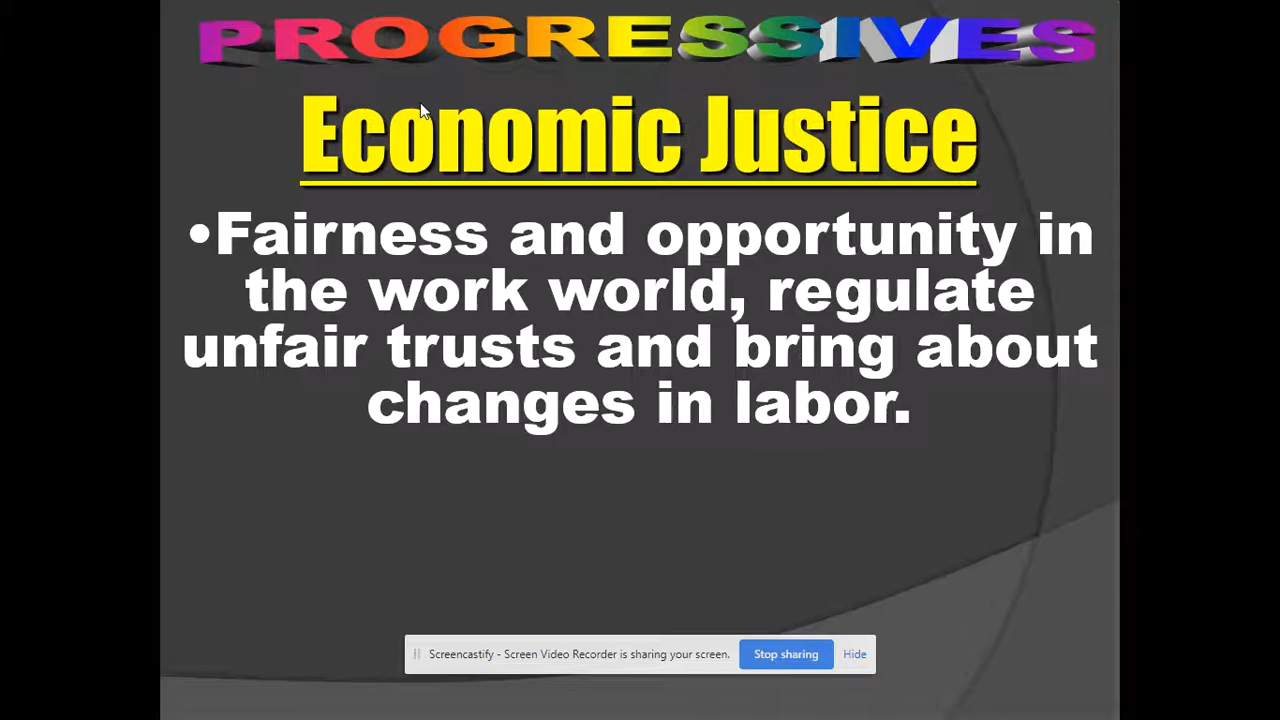 PROGRESSIVES
Economic Justice
•Fairness and opportunity in
the work world, regulate
unfair trusts and bring about
changes in labor.
Screencastify - Screen Video Recorder is sharing your screen.
Stop sharing
Hide